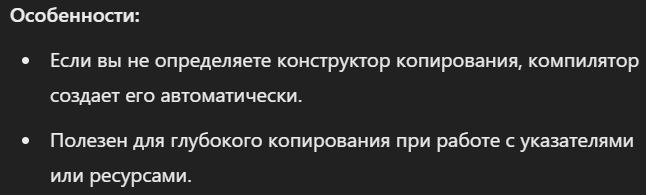 Особенности:
• Если вы не определяете конструктор копирования, компилятор
создает его автоматически.
• Полезен для глубокого копирования при работе с указателями
или ресурсами.